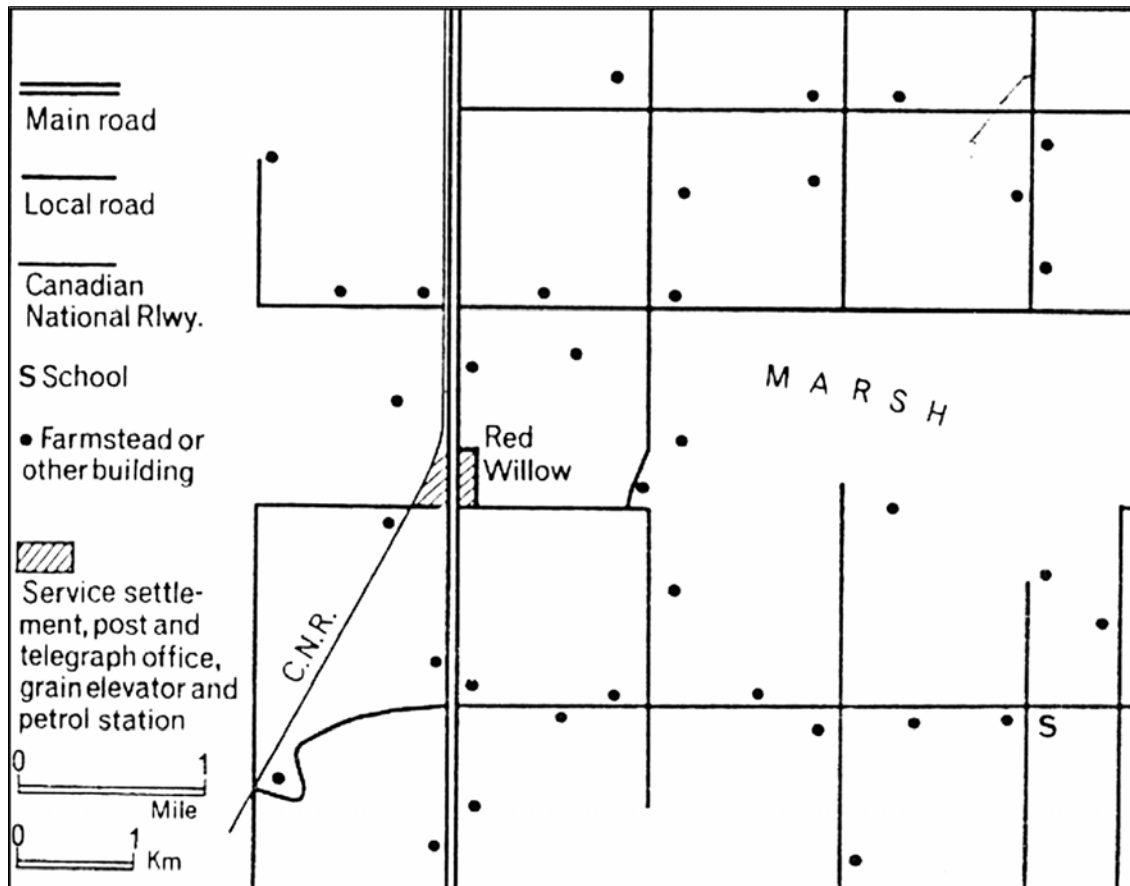 Main road
Local road
Canadian
National Rlwy.
S School
Farmstead or
other building
Service settle-
ment, post and
telegraph office,
grain elevator and
petrol station
0 1
Mile
0 1
Km
MARSH
Red
Willow
C.N.R.
S